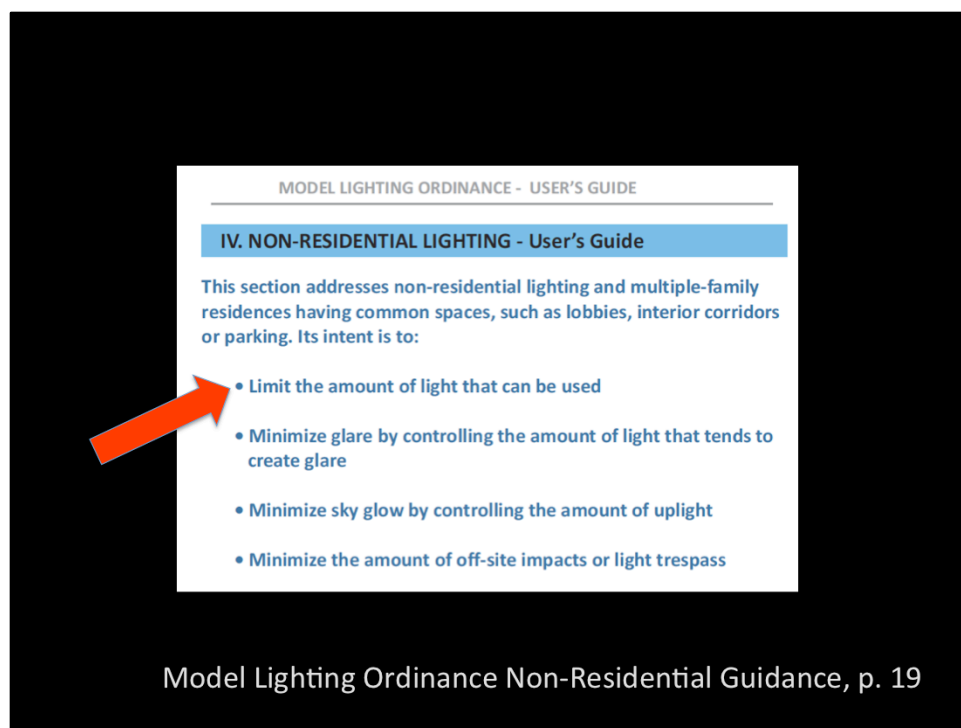 MODEL LIGHTING ORDINANCE - USER'S GUIDE
IV. NON-RESIDENTIAL LIGHTING - User's Guide
This section addresses non-residential lighting and multiple-family
residences having common spaces, such as lobbies, interior corridors
or parking. Its intent is to:
• Limit the amount of light that can be used
• Minimize glare by controlling the amount of light that tends to
create glare
• Minimize sky glow by controlling the amount of uplight
• Minimize the amount of off-site impacts or light trespass
Model Lighting Ordinance Non-Residential Guidance, p. 19